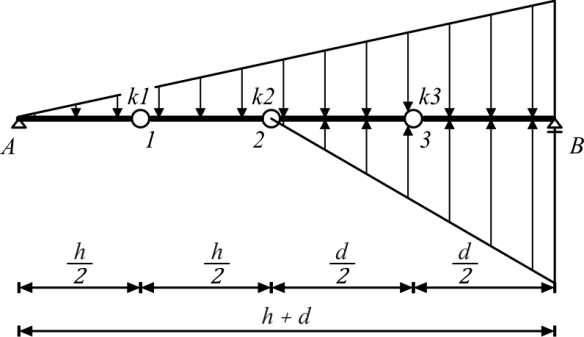 k1 k2 k3
A 1 2 3 B
h/2 h/2 d/2 d/2
h + d